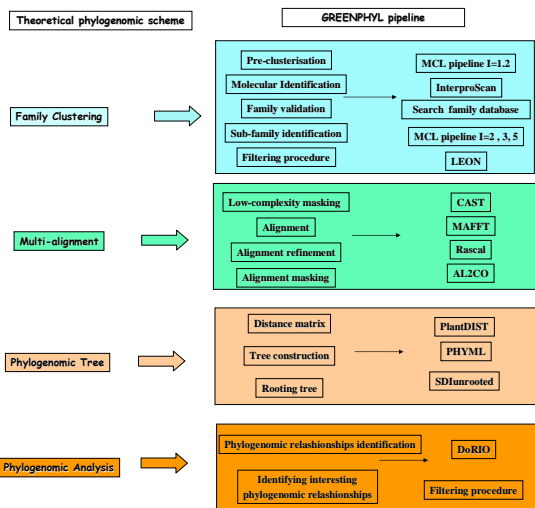 Theoretical phylogenomic scheme
GREENPHYL pipeline
Family Clustering
Pre-clusterisation
Molecular Identification
Family validation
Sub-family identification
Filtering procedure
MCL pipeline I=1.2
InterproScan
Search family database
MCL pipeline I=2 , 3, 5
LEON
Multi-alignment
Low-complexity masking
Alignment
Alignment refinement
Alignment masking
CAST
MAFFT
Rascal
AL2CO
Phylogenomic Tree
Distance matrix
Tree construction
Rooting tree
PlantDIST
PHYML
SDIunrooted
Phylogenomic Analysis
Phylogenomic relashionships identification
Identifying interesting
phylogenomic relashionships
DoRIO
Filtering procedure